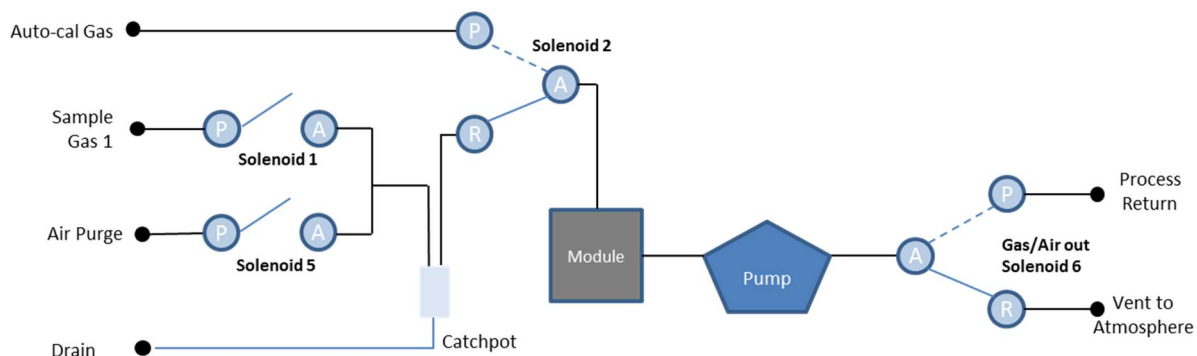 Auto-cal Gas
P
Solenoid 2
A
Sample
Gas 1
P
A
R
Solenoid 1
Air Purge
P
A
Solenoid 5
Module
Pump
A
P
Process
Return
Gas/Air out
Solenoid 6
R
Vent to
Atmosphere
Drain
Catchpot